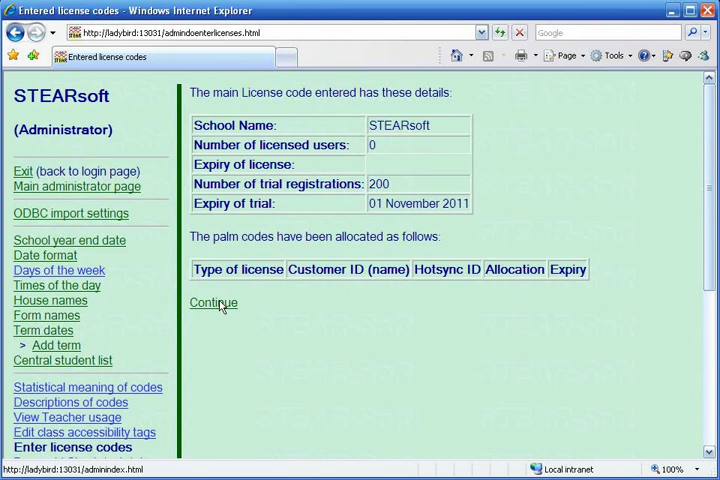 Entered license codes - Windows Internet Explorer
http://ladybird:13031/admindoenterlicenses.html
Google
Entered license codes
Page
Tools
STEARsoft
(Administrator)
Exit (back to login page)
Main administrator page
ODBC import settings
School year end date
Date format
Days of the week
Times of the day
House names
Form names
Term dates
> Add term
Central student list
Statistical meaning of codes
Descriptions of codes
View Teacher usage
Edit class accessibility tags
Enter license codes
The main License code entered has these details:
School Name: STEARsoft
Number of licensed users: 0
Expiry of license:
Number of trial registrations: 200
Expiry of trial: 01 November 2011
The palm codes have been allocated as follows:
Type of license Customer ID (name) Hotsync ID Allocation Expiry
Continue
http://ladybird:13031/adminindex.html
Local intranet
100%